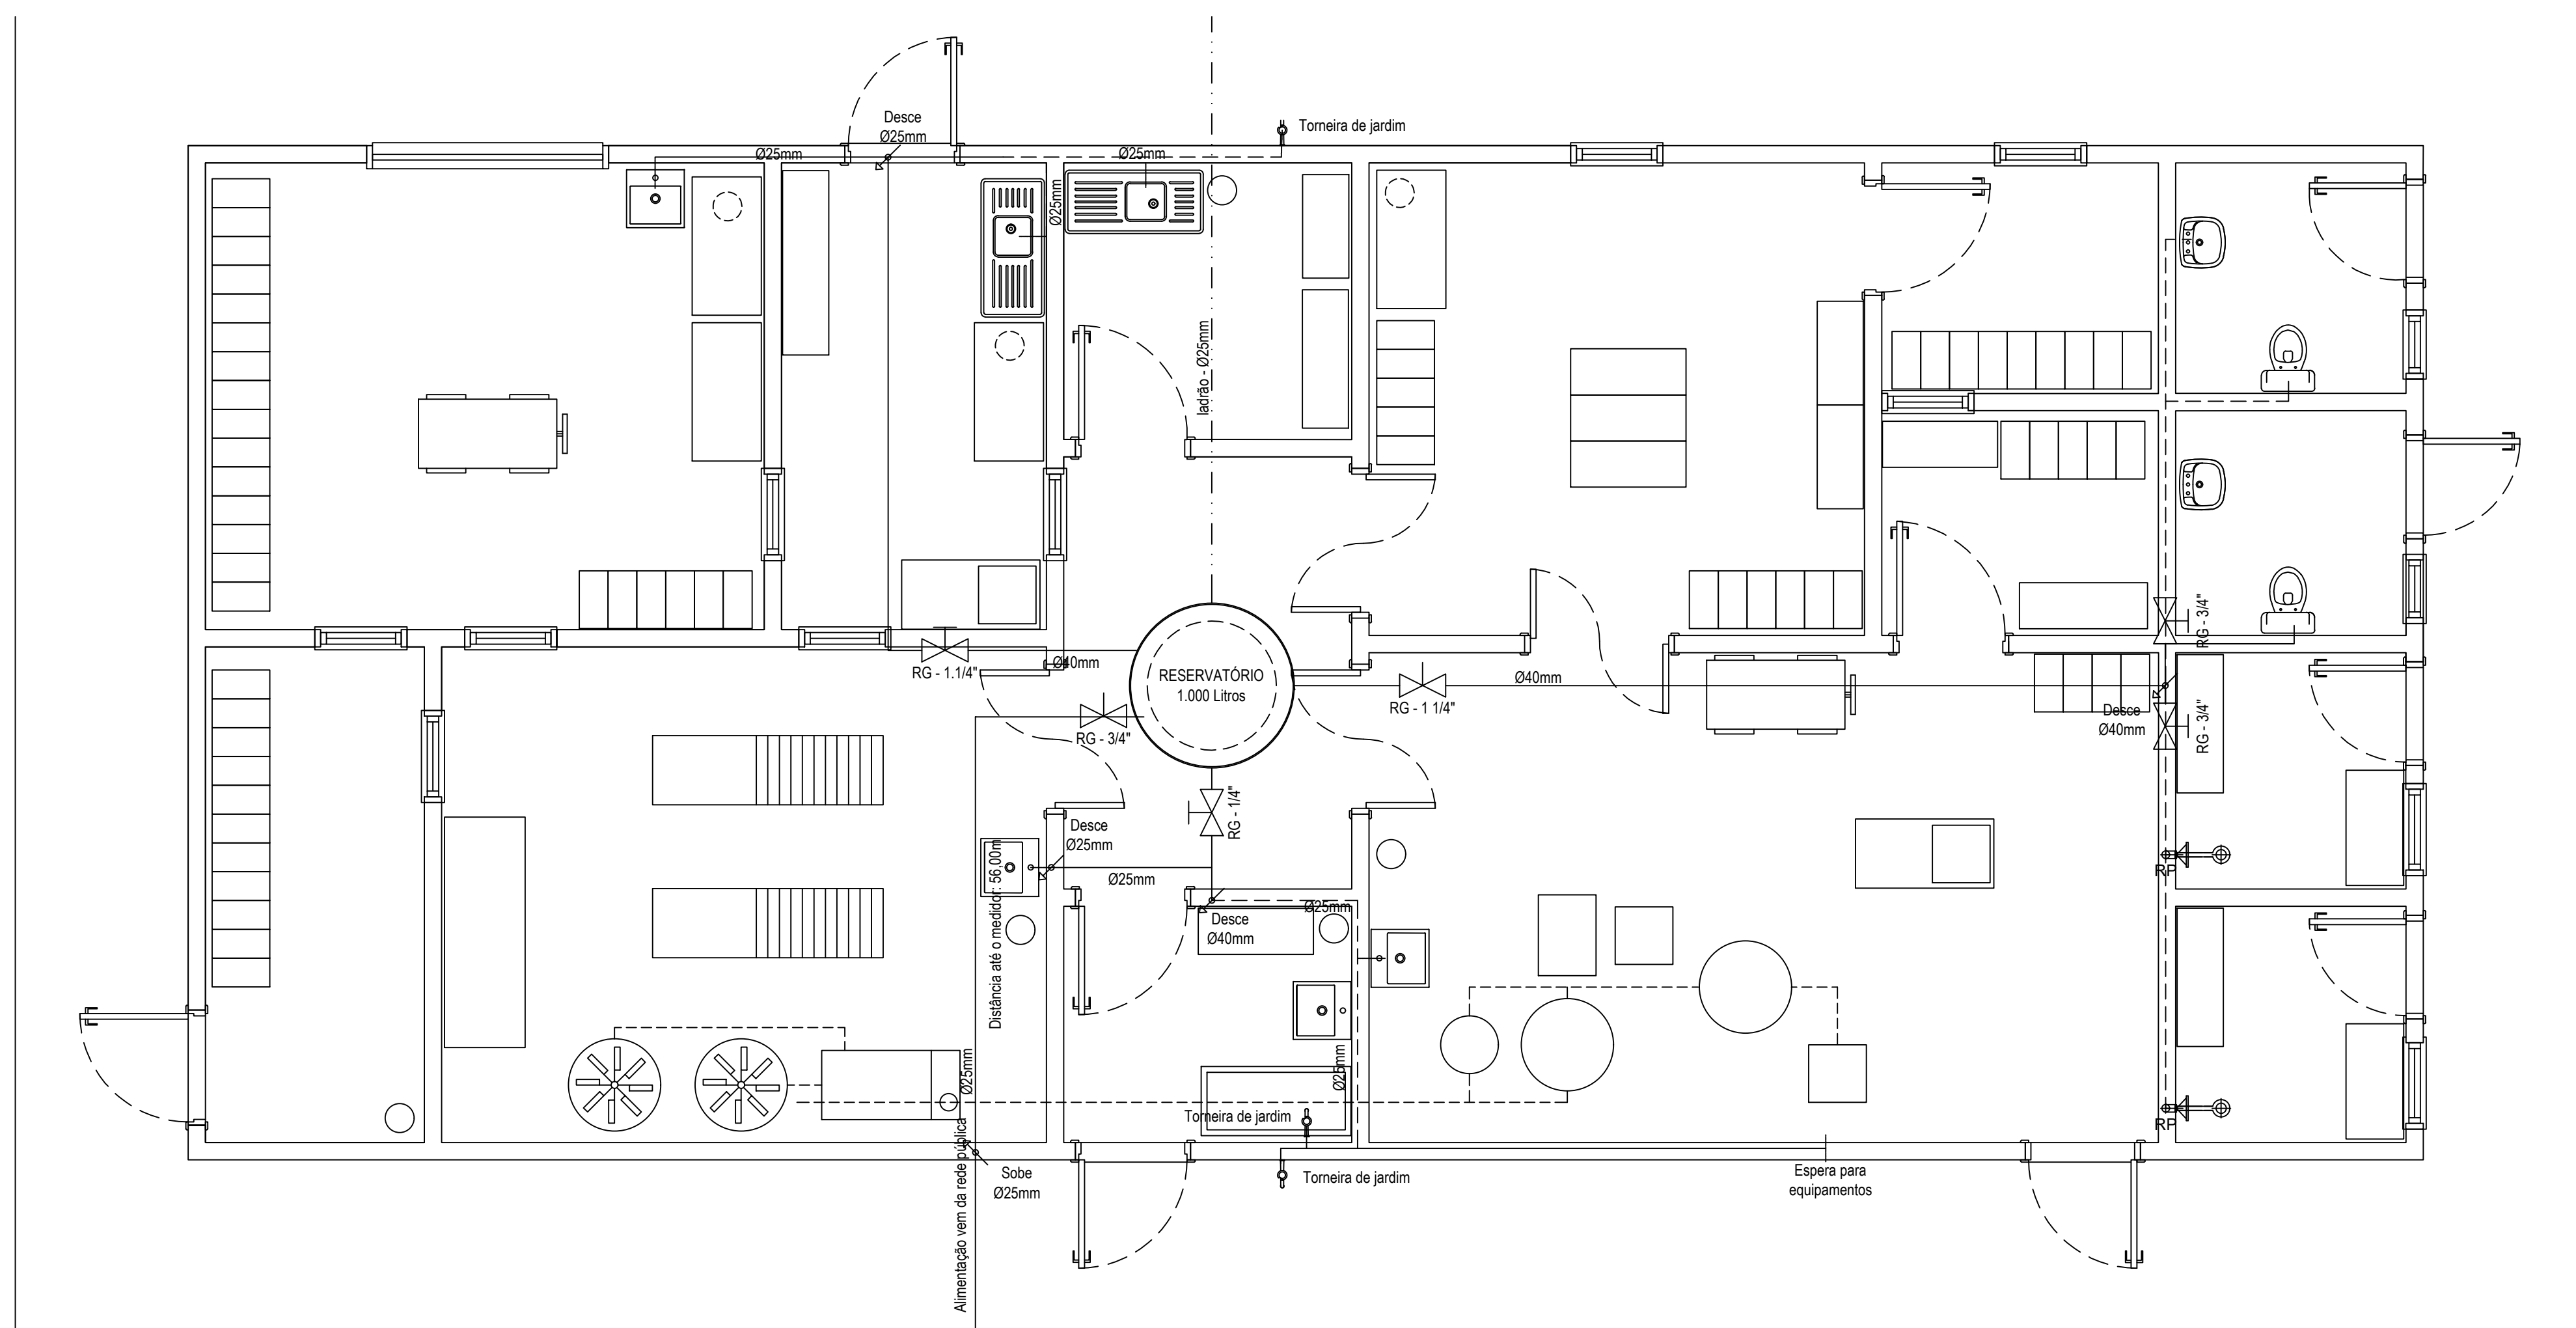 Desce
Ø25mm
Torneira de jardim
Ø25mm
Ø25mm
Ø25mm
ladrão - Ø25mm
RG - 3/4"
RG - 1.1/4"
Ø40mm
RESERVATÓRIO
1.000 Litros
Ø40mm
RG - 1 1/4"
RG - 3/4"
Desce
Ø40mm
RG - 3/4"
RG - 1/4"
Desce
Ø25mm
Distância até o medidor: 56,00m
Ø25mm
RP
Ø25mm
Desce
Ø40mm
Ø25mm
Ø25mm
Torneira de jardim
RP
Alimentação vem da rede pública
Sobe
Ø25mm
Torneira de jardim
Espera para
equipamentos